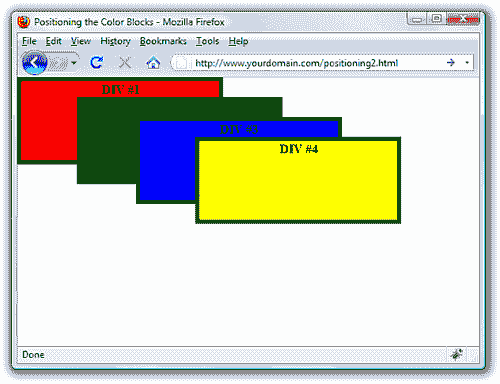 Positioning the Color Blocks - Mozilla Firefox
File Edit View History Bookmarks Tools Help
http://www.yourdomain.com/positioning2.html
DIV #1
DIV #3
DIV #4
Done